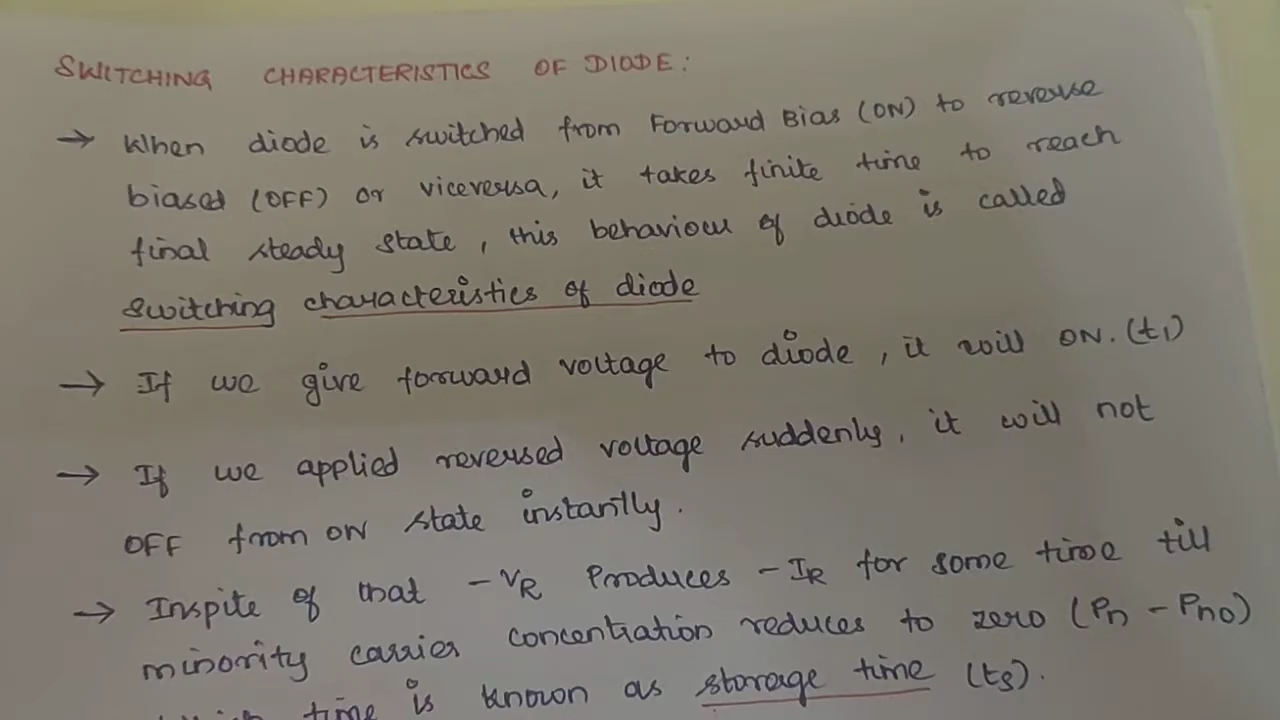 SWITCHING CHARACTERISTICS OF DIODE:
→ When diode is switched from Forward Bias (ON) to reverse
biased (OFF) or viceversa, it takes finite time to reach
final steady state, this behaviour of diode is called
switching characteristics of diode
→ If we give forward voltage to diode, it will ON. (t1)
→ If we applied reversed voltage suddenly, it will not
OFF from ON state instantly.
→ Inspite of that -VR Produces -IR for some time till
minority carrier concentration reduces to zero (Pn - Pno)
which time is known as storage time (ts).